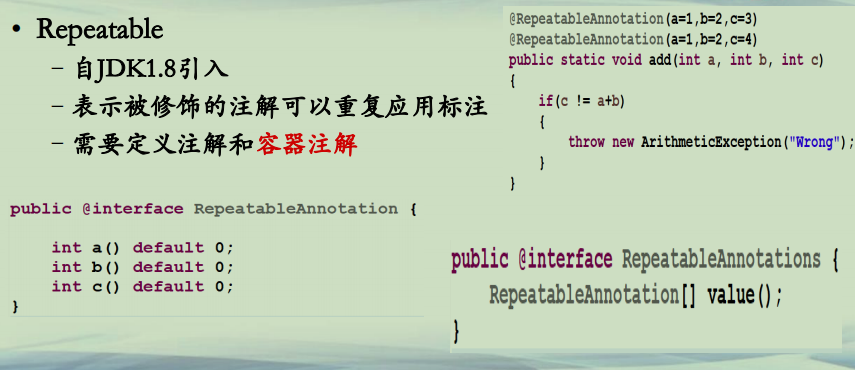 • Repeatable
– 自JDK1.8引入
– 表示被修饰的注解可以重复应用标注
– 需要定义注解和容器注解
public @interface RepeatableAnnotation {
    int a() default 0;
    int b() default 0;
    int c() default 0;
}
@RepeatableAnnotation(a=1,b=2,c=3)
@RepeatableAnnotation(a=1,b=2,c=4)
public static void add(int a, int b, int c)
{
    if(c != a+b)
    {
        throw new ArithmeticException("Wrong");
    }
}
public @interface RepeatableAnnotations {
    RepeatableAnnotation[] value();
}